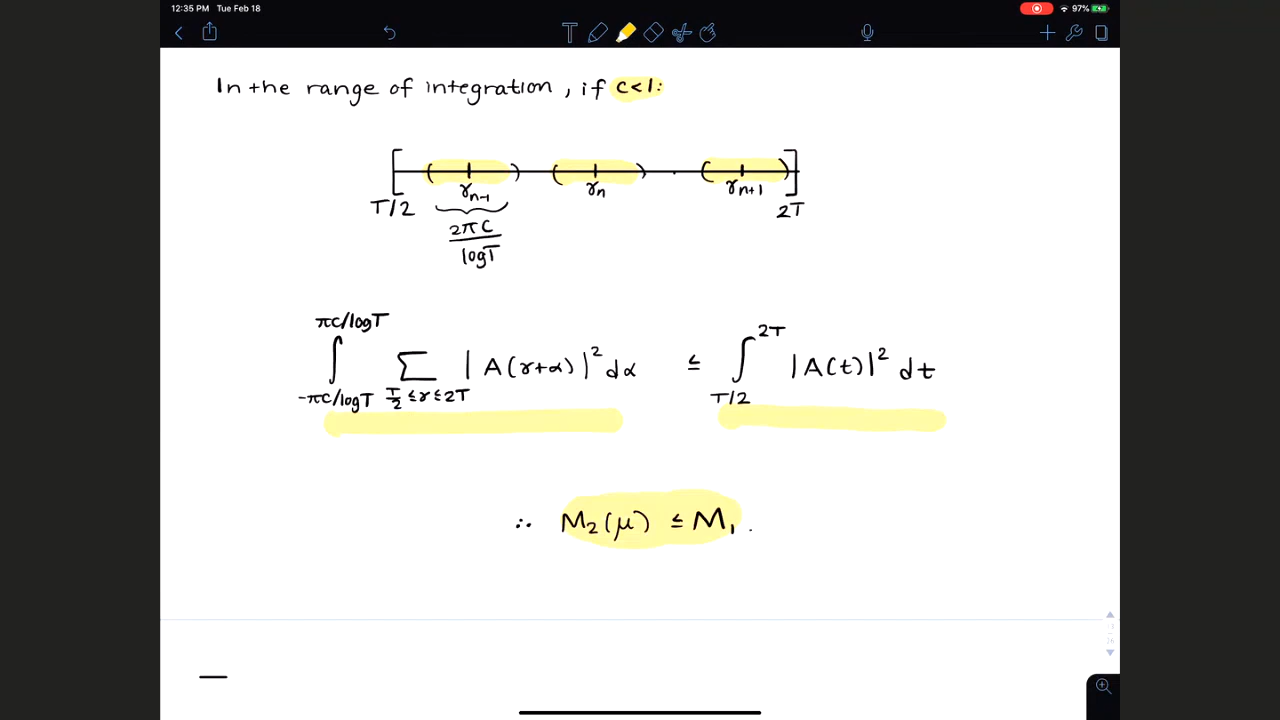 12:35 PM Tue Feb 18
97%
In the range of integration, if c<1:
[ ( γₙ₋₁ ) ( γₙ ) ( γₙ₊₁ ) ]
T/2 2T
2πC
logT
πc/logT 2T
∫ Σ |A(γ+α)|² dα ≤ ∫ |A(t)|² dt
-πc/logT T/2 ≤γ≤2T T/2
∴ M₂(μ) ≤ M₁.